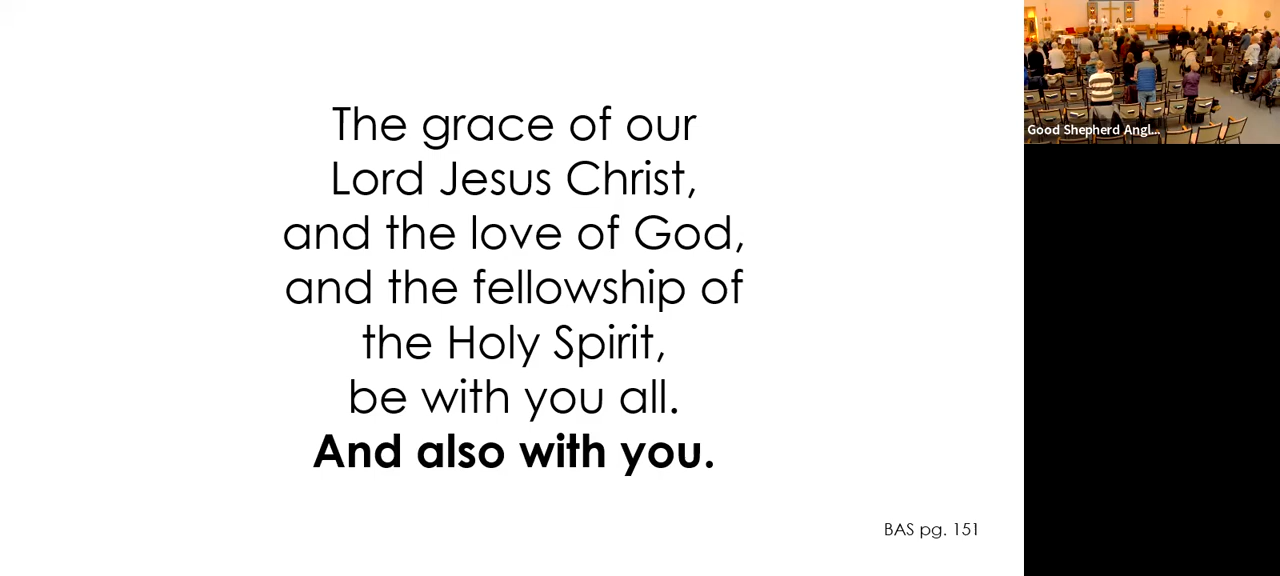 The grace of our
Lord Jesus Christ,
and the love of God,
and the fellowship of
the Holy Spirit,
be with you all.
And also with you.
BAS pg. 151
Good Shepherd Angl...